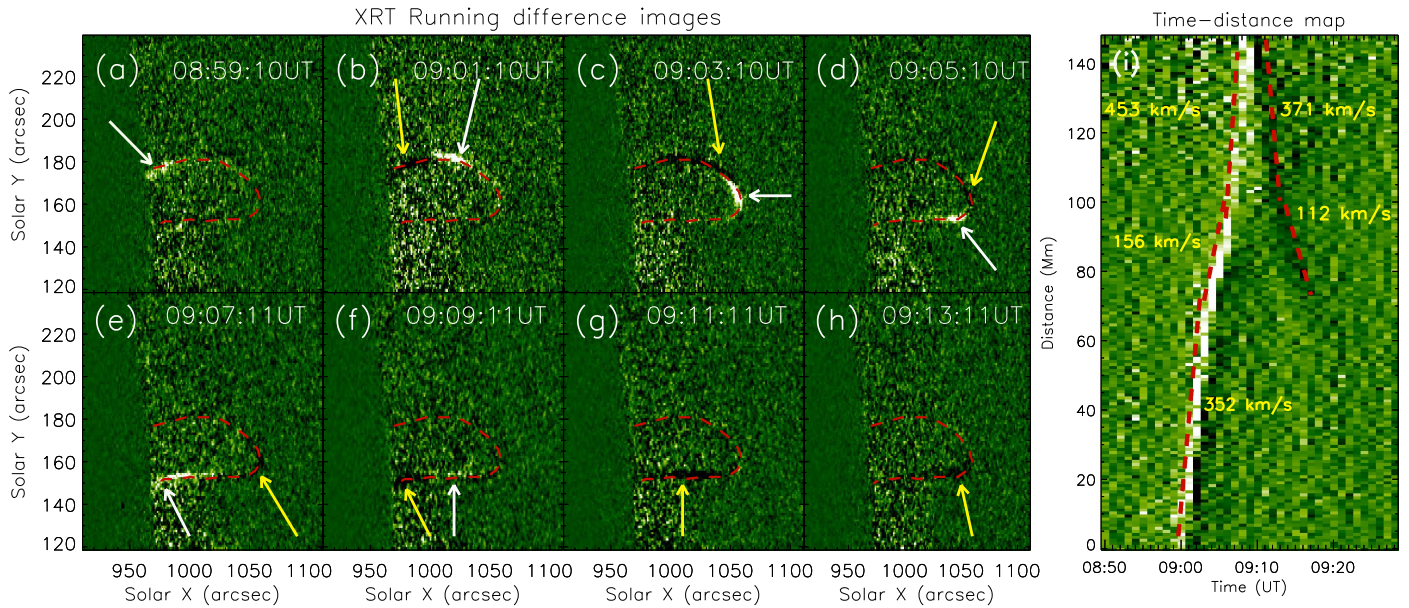 XRT Running difference images
Time-distance map
(a) 08:59:10UT
(b) 09:01:10UT
(c) 09:03:10UT
(d) 09:05:10UT
(i)
220
200
180
160
140
120
Solar Y (arcsec)
(e) 09:07:11UT
(f) 09:09:11UT
(g) 09:11:11UT
(h) 09:13:11UT
220
200
180
160
140
120
Solar Y (arcsec)
950 1000 1050 1100
950 1000 1050
950 1000 1050
950 1000 1050 1100
Solar X (arcsec)
Solar X (arcsec)
Solar X (arcsec)
Solar X (arcsec)
140
120
100
80
60
40
20
0
Distance (Mm)
453 km/s
371 km/s
112 km/s
156 km/s
352 km/s
08:50 09:00 09:10 09:20
Time (UT)